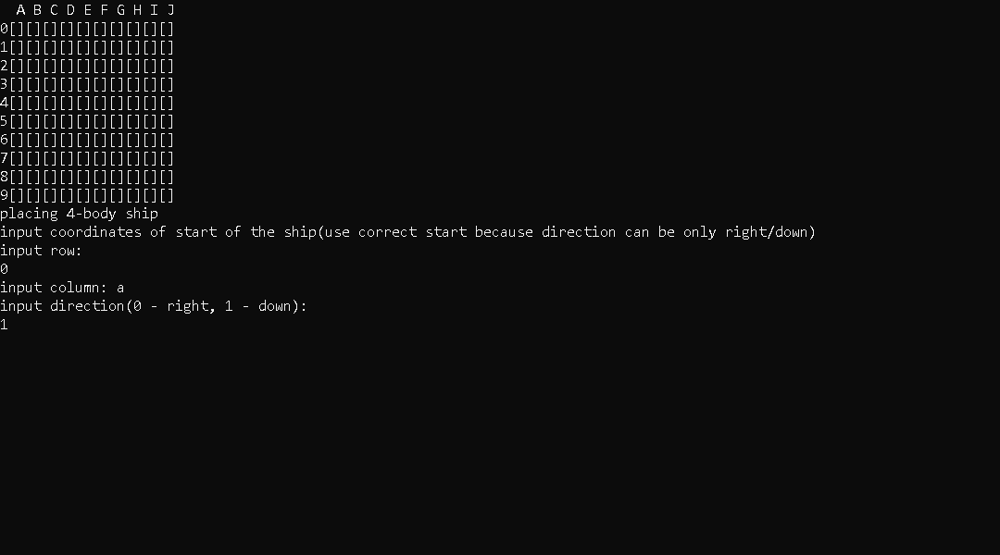 A B C D E F G H I J
0[][][][][][][][][][]
1[][][][][][][][][][]
2[][][][][][][][][][]
3[][][][][][][][][][]
4[][][][][][][][][][]
5[][][][][][][][][][]
6[][][][][][][][][][]
7[][][][][][][][][][]
8[][][][][][][][][][]
9[][][][][][][][][][]
placing 4-body ship
input coordinates of start of the ship(use correct start because direction can be only right/down)
input row:
0
input column: a
input direction(0 - right, 1 - down):
1